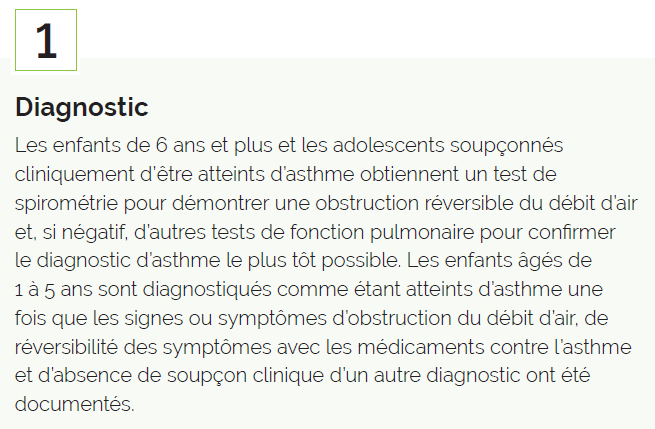 1
Diagnostic
Les enfants de 6 ans et plus et les adolescents soupçonnés
cliniquement d'être atteints d'asthme obtiennent un test de
spirométrie pour démontrer une obstruction réversible du débit d'air
et, si négatif, d'autres tests de fonction pulmonaire pour confirmer
le diagnostic d'asthme le plus tôt possible. Les enfants âgés de
1 à 5 ans sont diagnostiqués comme étant atteints d'asthme une
fois que les signes ou symptômes d'obstruction du débit d'air, de
réversibilité des symptômes avec les médicaments contre l'asthme
et d'absence de soupçon clinique d'un autre diagnostic ont été
documentés.